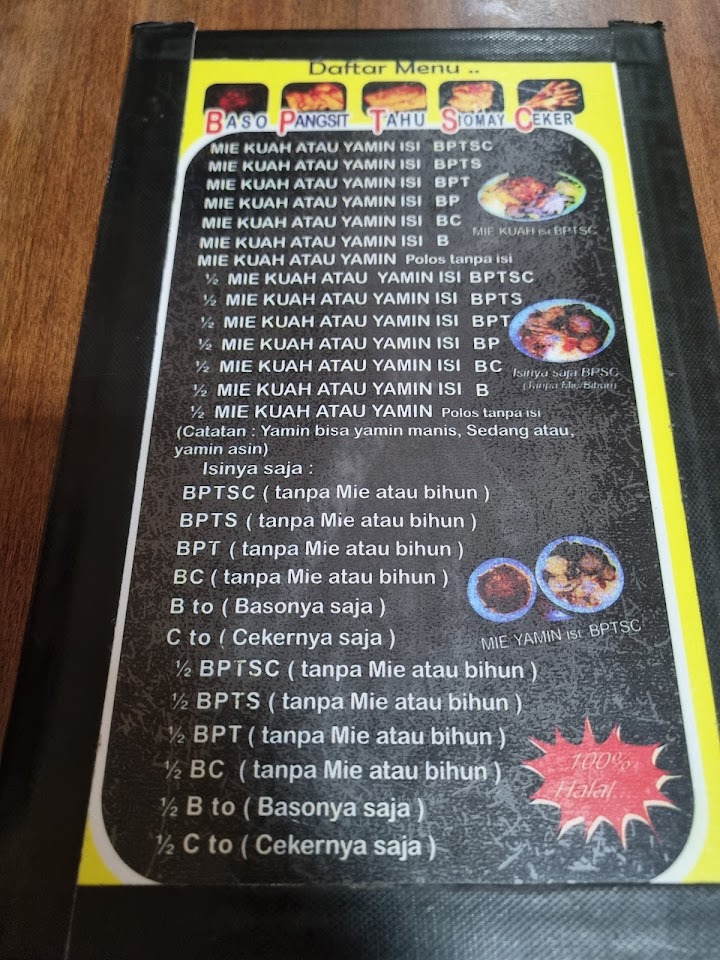 Daftar Menu ..
BASO PANGSIT TAHU SIOMAY CEKER
MIE KUAH ATAU YAMIN ISI BPTSC
MIE KUAH ATAU YAMIN ISI BPTS
MIE KUAH ATAU YAMIN ISI BPT
MIE KUAH ATAU YAMIN ISI BP
MIE KUAH ATAU YAMIN ISI BC
MIE KUAH ATAU YAMIN ISI B
MIE KUAH ATAU YAMIN Polos tanpa isi
MIE KUAH isi BPTSC
½ MIE KUAH ATAU YAMIN ISI BPTSC
½ MIE KUAH ATAU YAMIN ISI BPTS
½ MIE KUAH ATAU YAMIN ISI BPT
½ MIE KUAH ATAU YAMIN ISI BP
½ MIE KUAH ATAU YAMIN ISI BC
½ MIE KUAH ATAU YAMIN ISI B
½ MIE KUAH ATAU YAMIN Polos tanpa isi
Isinya saja BPSC
(Tanpa Mie/Bihun)
(Catatan : Yamin bisa yamin manis, Sedang atau,
yamin asin)
Isinya saja :
BPTSC ( tanpa Mie atau bihun )
BPTS ( tanpa Mie atau bihun )
BPT ( tanpa Mie atau bihun )
BC ( tanpa Mie atau bihun )
B to ( Basonya saja )
C to ( Cekernya saja )
MIE YAMIN isi BPTSC
½ BPTSC ( tanpa Mie atau bihun )
½ BPTS ( tanpa Mie atau bihun )
½ BPT ( tanpa Mie atau bihun )
½ BC ( tanpa Mie atau bihun )
½ B to ( Basonya saja )
½ C to ( Cekernya saja )
100%
Halal...